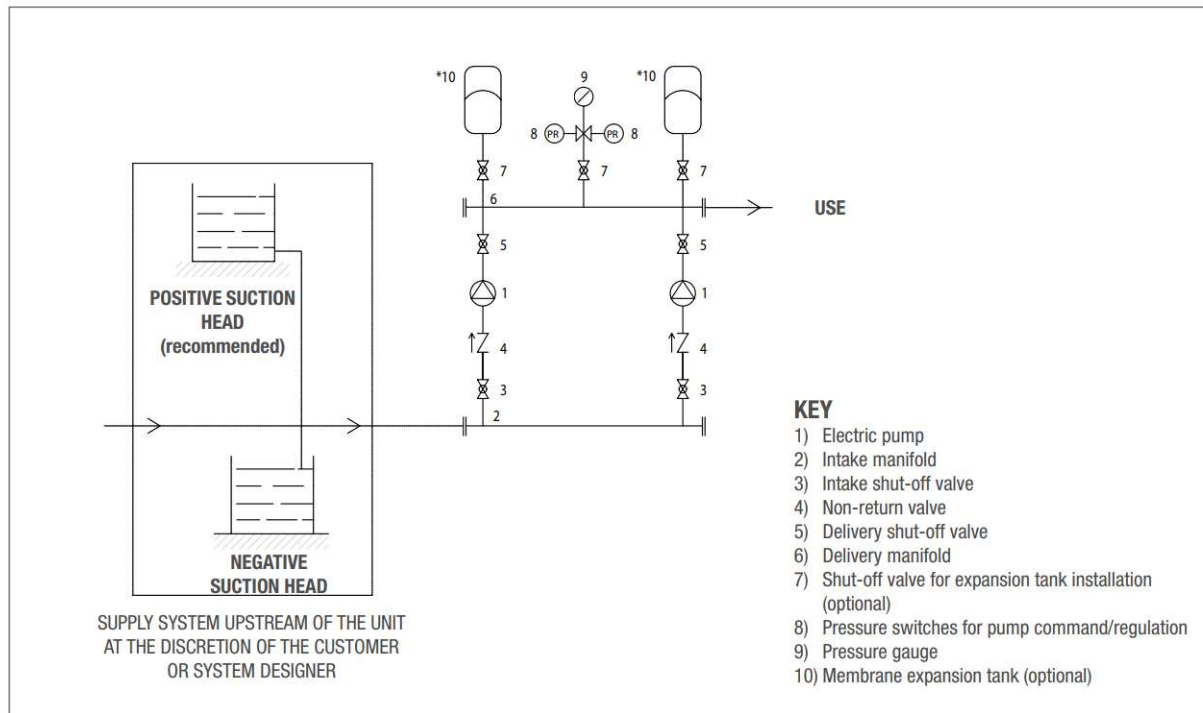 *10
9
*10
8
PR
PR
8
7
7
7
6
USE
5
5
POSITIVE SUCTION
HEAD
(recommended)
1
1
4
4
3
3
2
NEGATIVE
SUCTION HEAD
SUPPLY SYSTEM UPSTREAM OF THE UNIT
AT THE DISCRETION OF THE CUSTOMER
OR SYSTEM DESIGNER
KEY
1) Electric pump
2) Intake manifold
3) Intake shut-off valve
4) Non-return valve
5) Delivery shut-off valve
6) Delivery manifold
7) Shut-off valve for expansion tank installation
(optional)
8) Pressure switches for pump command/regulation
9) Pressure gauge
10) Membrane expansion tank (optional)